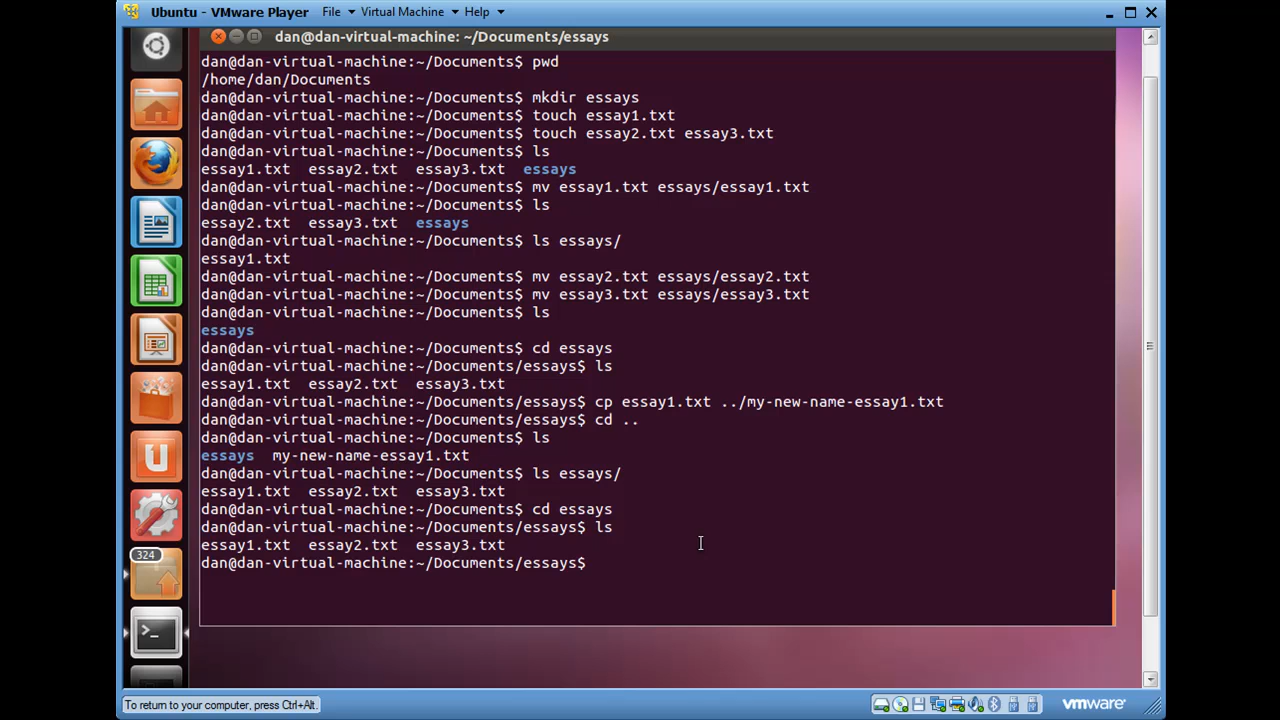 Ubuntu - VMware Player File ▼ Virtual Machine ▼ Help ▼
dan@dan-virtual-machine: ~/Documents/essays
dan@dan-virtual-machine:~/Documents$ pwd
/home/dan/Documents
dan@dan-virtual-machine:~/Documents$ mkdir essays
dan@dan-virtual-machine:~/Documents$ touch essay1.txt
dan@dan-virtual-machine:~/Documents$ touch essay2.txt essay3.txt
dan@dan-virtual-machine:~/Documents$ ls
essay1.txt  essay2.txt  essay3.txt  essays
dan@dan-virtual-machine:~/Documents$ mv essay1.txt essays/essay1.txt
dan@dan-virtual-machine:~/Documents$ ls
essay2.txt  essay3.txt  essays
dan@dan-virtual-machine:~/Documents$ ls essays/
essay1.txt
dan@dan-virtual-machine:~/Documents$ mv essay2.txt essays/essay2.txt
dan@dan-virtual-machine:~/Documents$ mv essay3.txt essays/essay3.txt
dan@dan-virtual-machine:~/Documents$ ls
essays
dan@dan-virtual-machine:~/Documents$ cd essays
dan@dan-virtual-machine:~/Documents/essays$ ls
essay1.txt  essay2.txt  essay3.txt
dan@dan-virtual-machine:~/Documents/essays$ cp essay1.txt ../my-new-name-essay1.txt
dan@dan-virtual-machine:~/Documents/essays$ cd ..
dan@dan-virtual-machine:~/Documents$ ls
essays  my-new-name-essay1.txt
dan@dan-virtual-machine:~/Documents$ ls essays/
essay1.txt  essay2.txt  essay3.txt
dan@dan-virtual-machine:~/Documents$ cd essays
dan@dan-virtual-machine:~/Documents/essays$ ls
essay1.txt  essay2.txt  essay3.txt
dan@dan-virtual-machine:~/Documents/essays$
324
To return to your computer, press Ctrl+Alt.
vmware